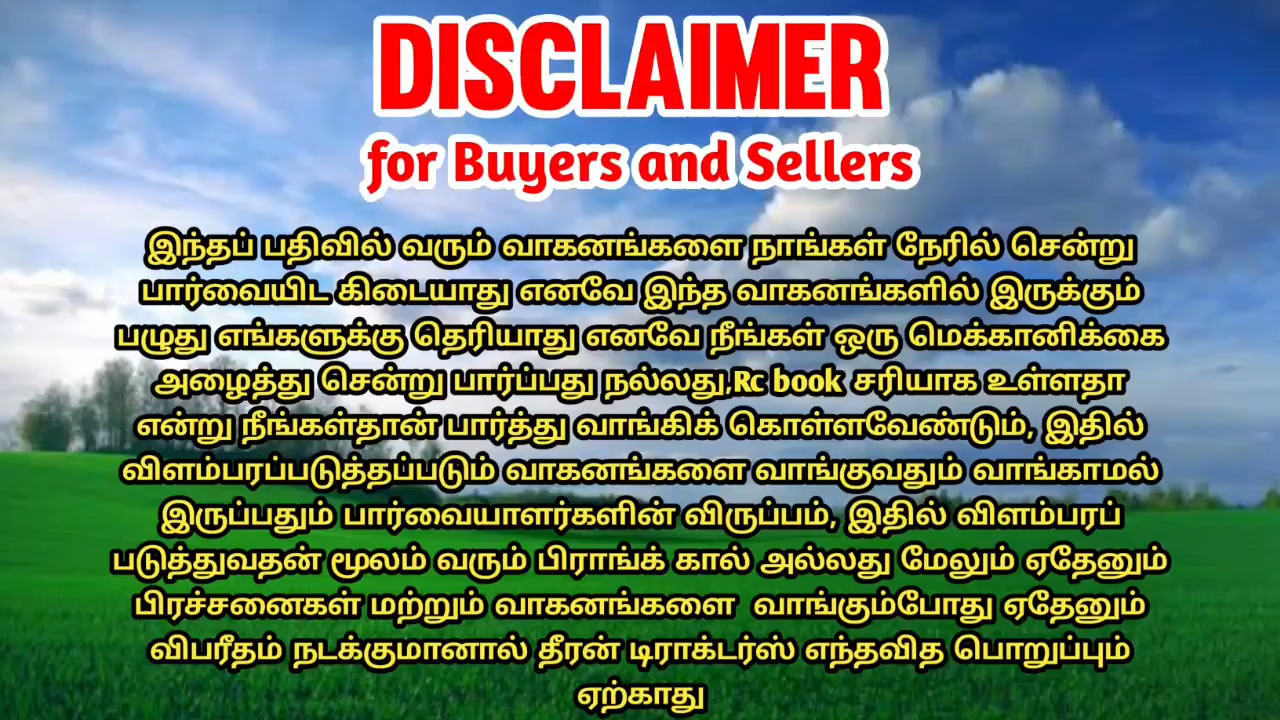 DISCLAIMER
for Buyers and Sellers
இந்தப் பதிவில் வரும் வாகனங்களை நாங்கள் நேரில் சென்று
பார்வையிட கிடையாது எனவே இந்த வாகனங்களில் இருக்கும்
பழுது எங்களுக்கு தெரியாது எனவே நீங்கள் ஒரு மெக்கானிக்கை
அழைத்து சென்று பார்ப்பது நல்லது,Rc book சரியாக உள்ளதா
என்று நீங்கள்தான் பார்த்து வாங்கிக் கொள்ளவேண்டும், இதில்
விளம்பரப்படுத்தப்படும் வாகனங்களை வாங்குவதும் வாங்காமல்
இருப்பதும் பார்வையாளர்களின் விருப்பம், இதில் விளம்பரப்
படுத்துவதன் மூலம் வரும் பிராங்க் கால் அல்லது மேலும் ஏதேனும்
பிரச்சனைகள் மற்றும் வாகனங்களை வாங்கும்போது ஏதேனும்
விபரீதம் நடக்குமானால் தீரன் டிராக்டர்ஸ் எந்தவித பொறுப்பும்
ஏற்காது